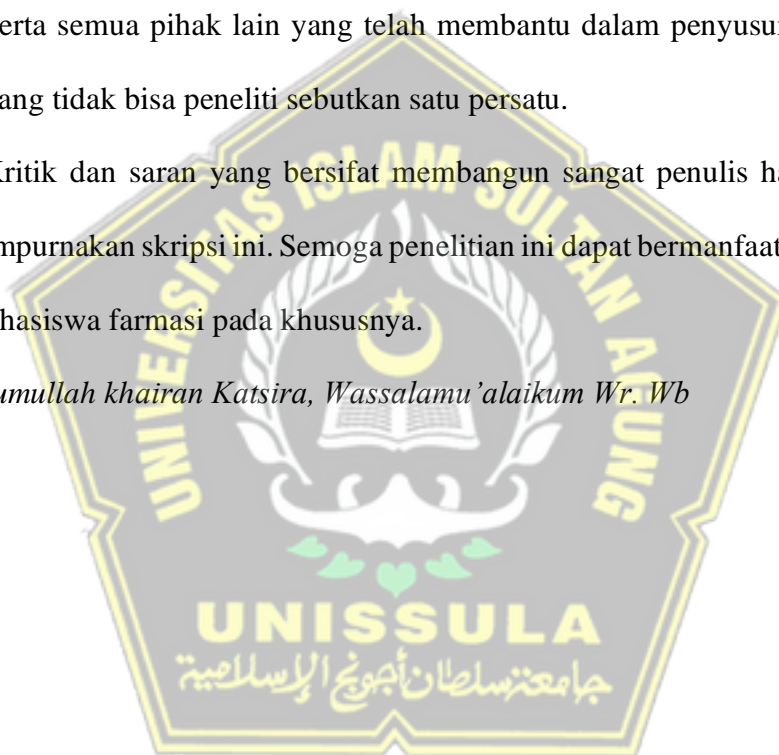 erta semua pihak lain yang telah membantu dalam penyusu
ang tidak bisa peneliti sebutkan satu persatu.
Kritik dan saran yang bersifat membangun sangat penulis ha
mpurnakan skripsi ini. Semoga penelitian ini dapat bermanfaat
hasiswa farmasi pada khususnya.
umullah khairan Katsira, Wassalamu’alaikum Wr. Wb
UNIVERSITAS ISLAM SULTAN AGUNG
UNISSULA
جامعة سلطان أجونج الإسلامية